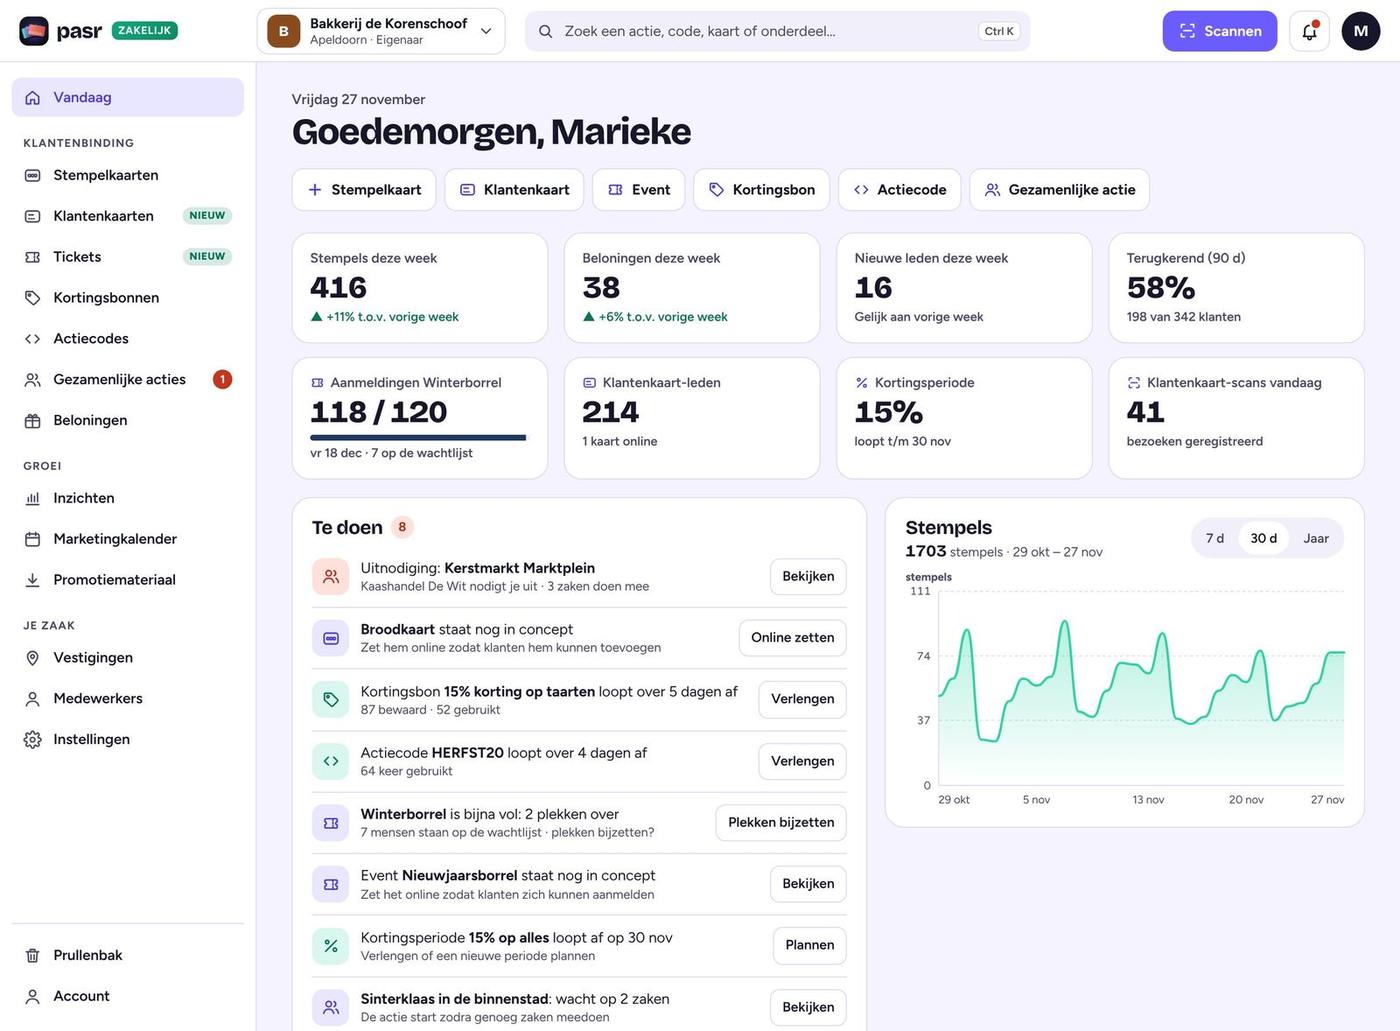 pasr ZAKELIJK
B
Bakkerij de Korenschoof
Apeldoorn · Eigenaar
Zoek een actie, code, kaart of onderdeel...
Ctrl K
Scannen
M
Vandaag
KLANTENBINDING
Stempelkaarten
Klantenkaarten NIEUW
Tickets NIEUW
Kortingsbonnen
Actiecodes
Gezamenlijke acties 1
Beloningen
GROEI
Inzichten
Marketingkalender
Promotiemateriaal
JE ZAAK
Vestigingen
Medewerkers
Instellingen
Prullenbak
Account
Vrijdag 27 november
Goedemorgen, Marieke
Stempelkaart
Klantenkaart
Event
Kortingsbon
Actiecode
Gezamenlijke actie
Stempels deze week
416
▲ +11% t.o.v. vorige week
Beloningen deze week
38
▲ +6% t.o.v. vorige week
Nieuwe leden deze week
16
Gelijk aan vorige week
Terugkerend (90 d)
58%
198 van 342 klanten
Aanmeldingen Winterborrel
118 / 120
vr 18 dec · 7 op de wachtlijst
Klantenkaart-leden
214
1 kaart online
Kortingsperiode
15%
loopt t/m 30 nov
Klantenkaart-scans vandaag
41
bezoeken geregistreerd
Te doen 8
Uitnodiging: Kerstmarkt Marktplein
Kaashandel De Wit nodigt je uit · 3 zaken doen mee
Bekijken
Broodkaart staat nog in concept
Zet hem online zodat klanten hem kunnen toevoegen
Online zetten
Kortingsbon 15% korting op taarten loopt over 5 dagen af
87 bewaard · 52 gebruikt
Verlengen
Actiecode HERFST20 loopt over 4 dagen af
64 keer gebruikt
Verlengen
Winterborrel is bijna vol: 2 plekken over
7 mensen staan op de wachtlijst · plekken bijzetten?
Plekken bijzetten
Event Nieuwjaarsborrel staat nog in concept
Zet het online zodat klanten zich kunnen aanmelden
Bekijken
Kortingsperiode 15% op alles loopt af op 30 nov
Verlengen of een nieuwe periode plannen
Plannen
Sinterklaas in de binnenstad: wacht op 2 zaken
De actie start zodra genoeg zaken meedoen
Bekijken
Stempels
1703 stempels · 29 okt – 27 nov
7 d 30 d Jaar
stempels
111
74
37
0
29 okt 5 nov 13 nov 20 nov 27 nov